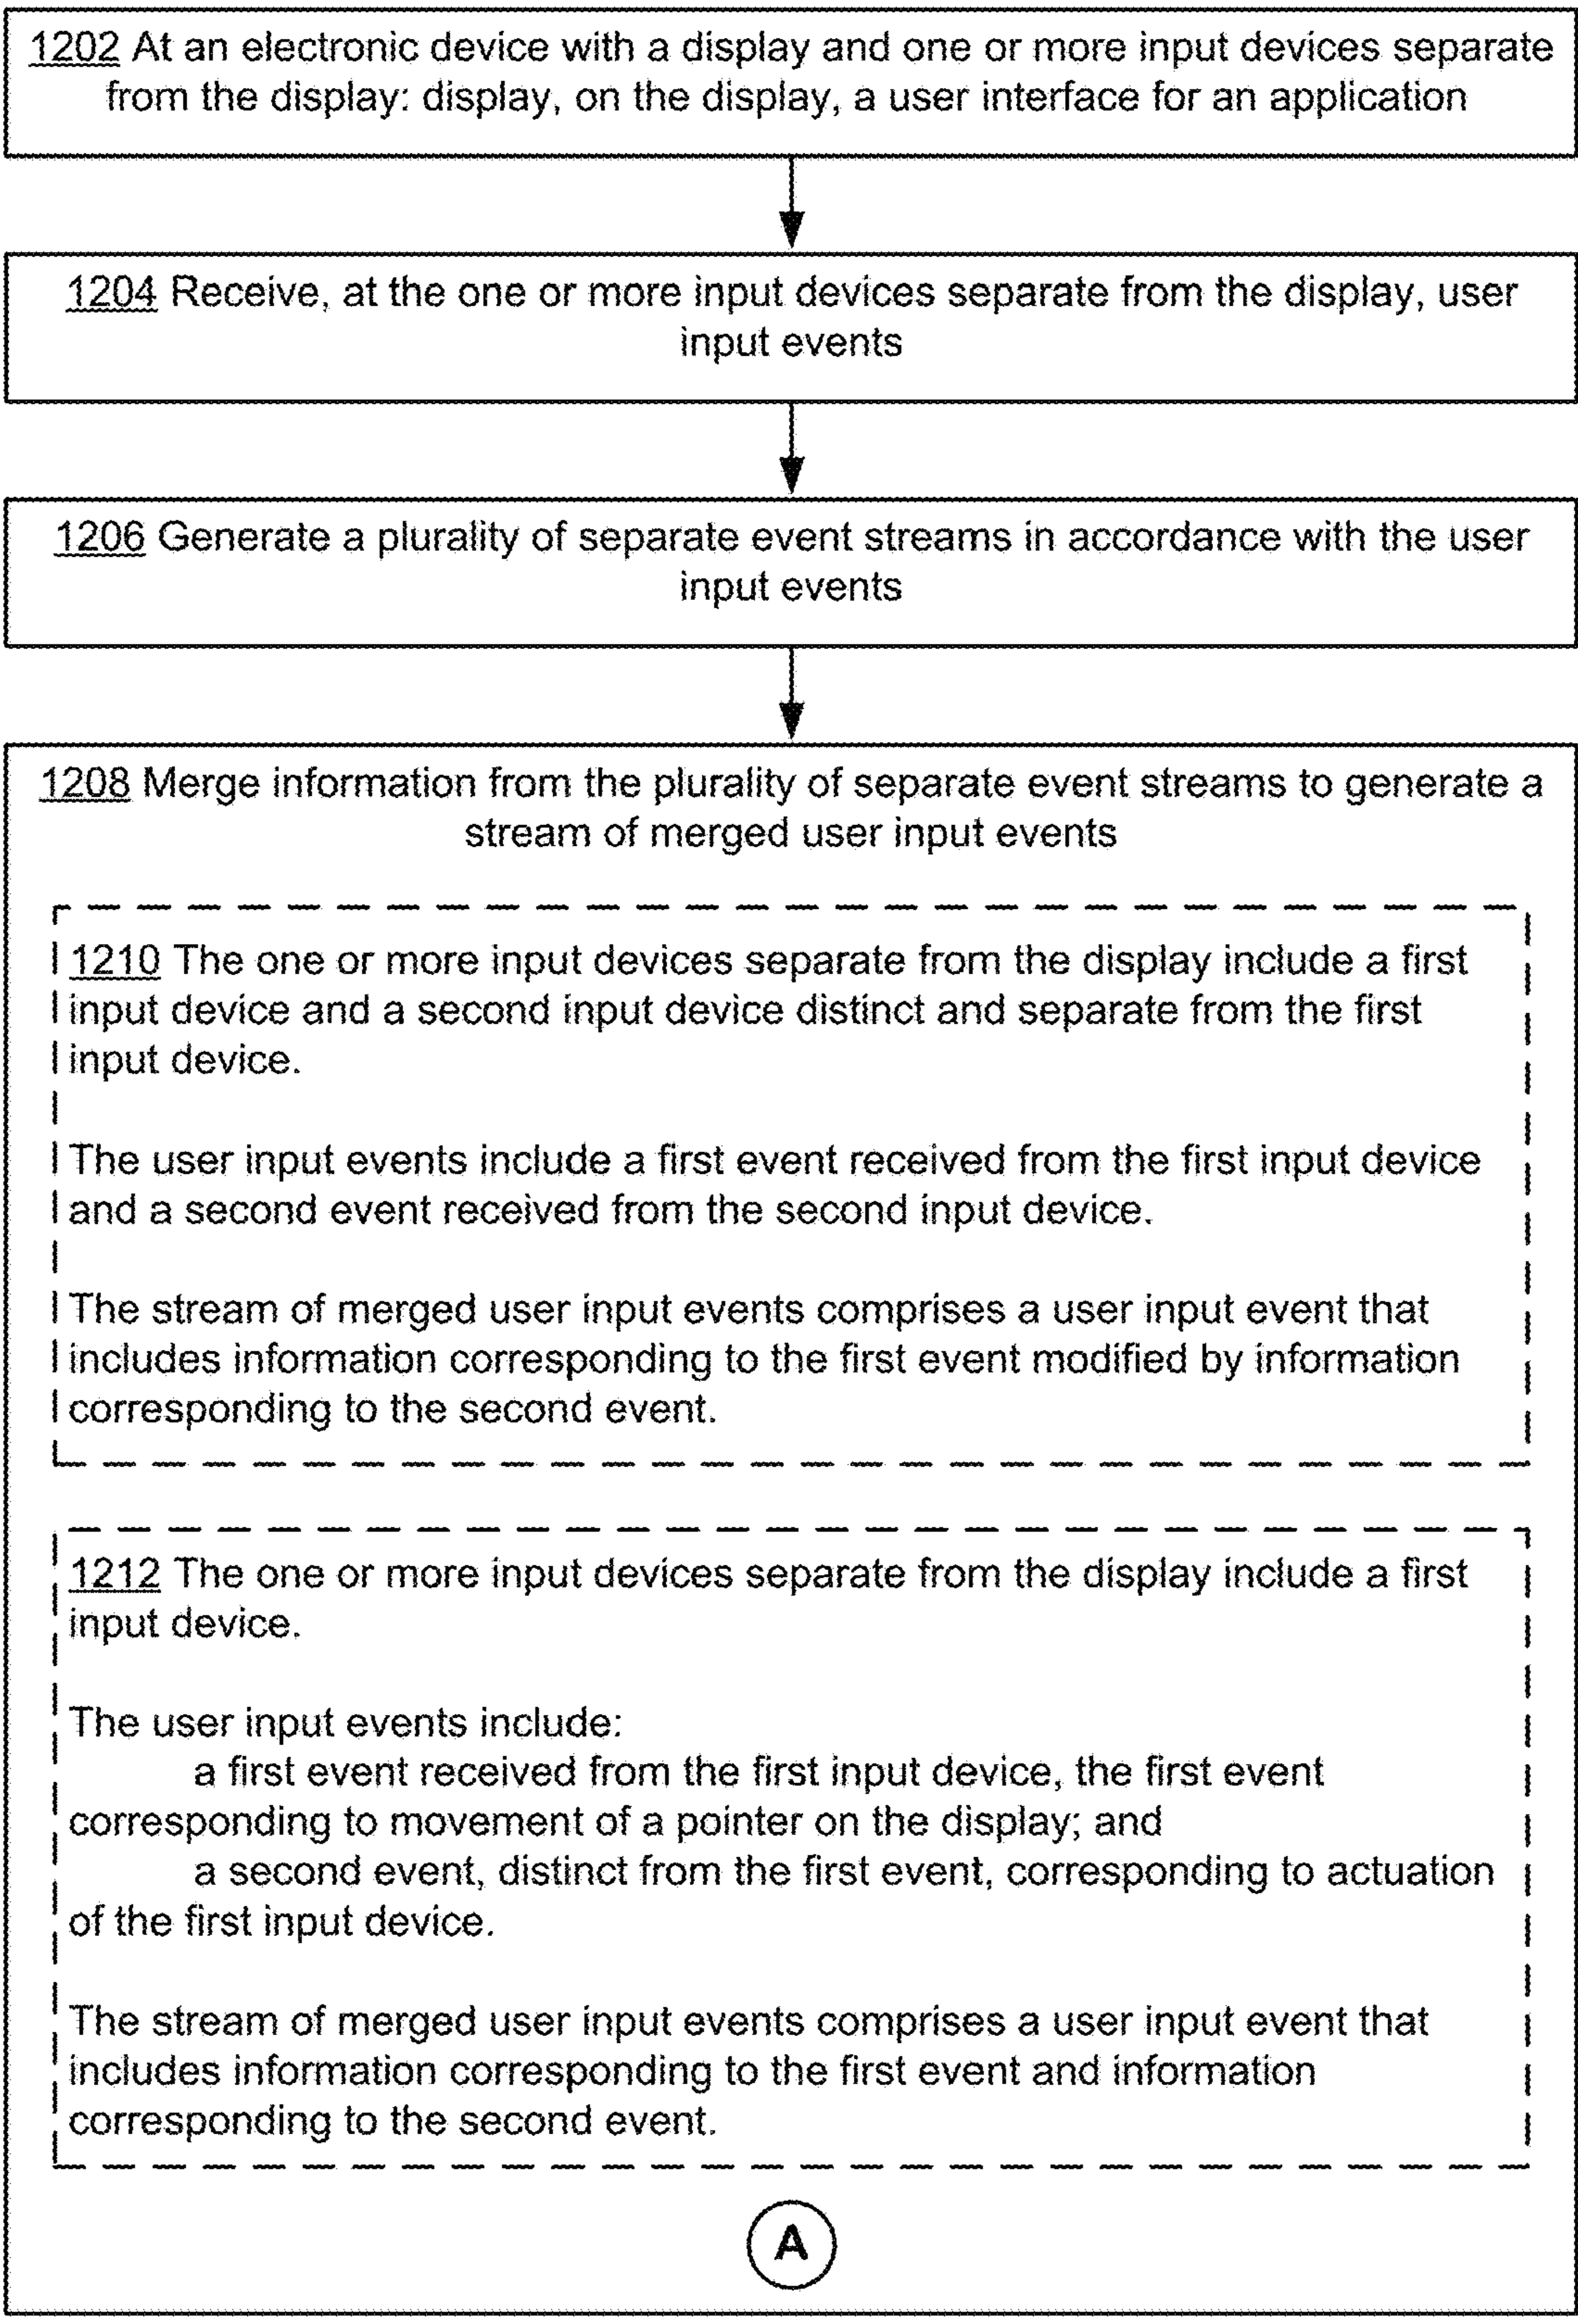 1202 At an electronic device with a display and one or more input devices separate
from the display: display, on the display, a user interface for an application
1204 Receive, at the one or more input devices separate from the display, user
input events
1206 Generate a plurality of separate event streams in accordance with the user
input events
1208 Merge information from the plurality of separate event streams to generate a
stream of merged user input events
1210 The one or more input devices separate from the display include a first
input device and a second input device distinct and separate from the first
input device.
The user input events include a first event received from the first input device
and a second event received from the second input device.
The stream of merged user input events comprises a user input event that
includes information corresponding to the first event modified by information
corresponding to the second event.
1212 The one or more input devices separate from the display include a first
input device.
The user input events include:
a first event received from the first input device, the first event
corresponding to movement of a pointer on the display; and
a second event, distinct from the first event, corresponding to actuation
of the first input device.
The stream of merged user input events comprises a user input event that
includes information corresponding to the first event and information
corresponding to the second event.
A